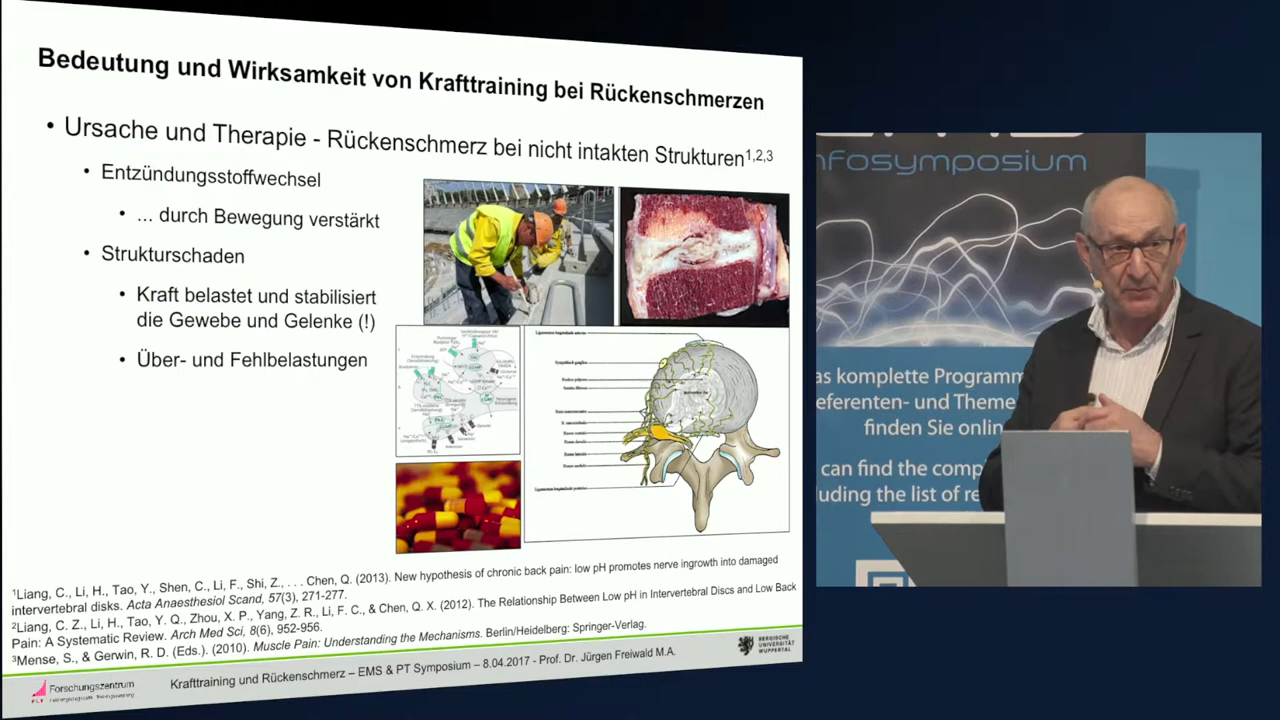 Bedeutung und Wirksamkeit von Krafttraining bei Rückenschmerzen
• Ursache und Therapie - Rückenschmerz bei nicht intakten Strukturen1,2,3
• Entzündungsstoffwechsel
• ... durch Bewegung verstärkt
• Strukturschaden
• Kraft belastet und stabilisiert
die Gewebe und Gelenke (!)
• Über- und Fehlbelastungen
1Liang, C., Li, H., Tao, Y., Shen, C., Li, F., Shi, Z., . . . Chen, Q. (2013). New hypothesis of chronic back pain: low pH promotes nerve ingrowth into damaged
intervertebral disks. Acta Anaesthesiol Scand, 57(3), 271-277.
2Liang, C. Z., Li, H., Tao, Y. Q., Zhou, X. P., Yang, Z. R., Li, F. C., & Chen, Q. X. (2012). The Relationship Between Low pH in Intervertebral Discs and Low Back
Pain: A Systematic Review. Arch Med Sci, 8(6), 952-956.
3Mense, S., & Gerwin, R. D. (Eds.). (2010). Muscle Pain: Understanding the Mechanisms. Berlin/Heidelberg: Springer-Verlag.
Forschungszentrum
Krafttraining und Rückenschmerz – EMS & PT Symposium – 8.04.2017 - Prof. Dr. Jürgen Freiwald M.A.
BERGISCHE
UNIVERSITÄT
WUPPERTAL
nfosymposium
as komplette Programm
eferenten- und Theme
finden Sie onlin
can find the comp
luding the list of re